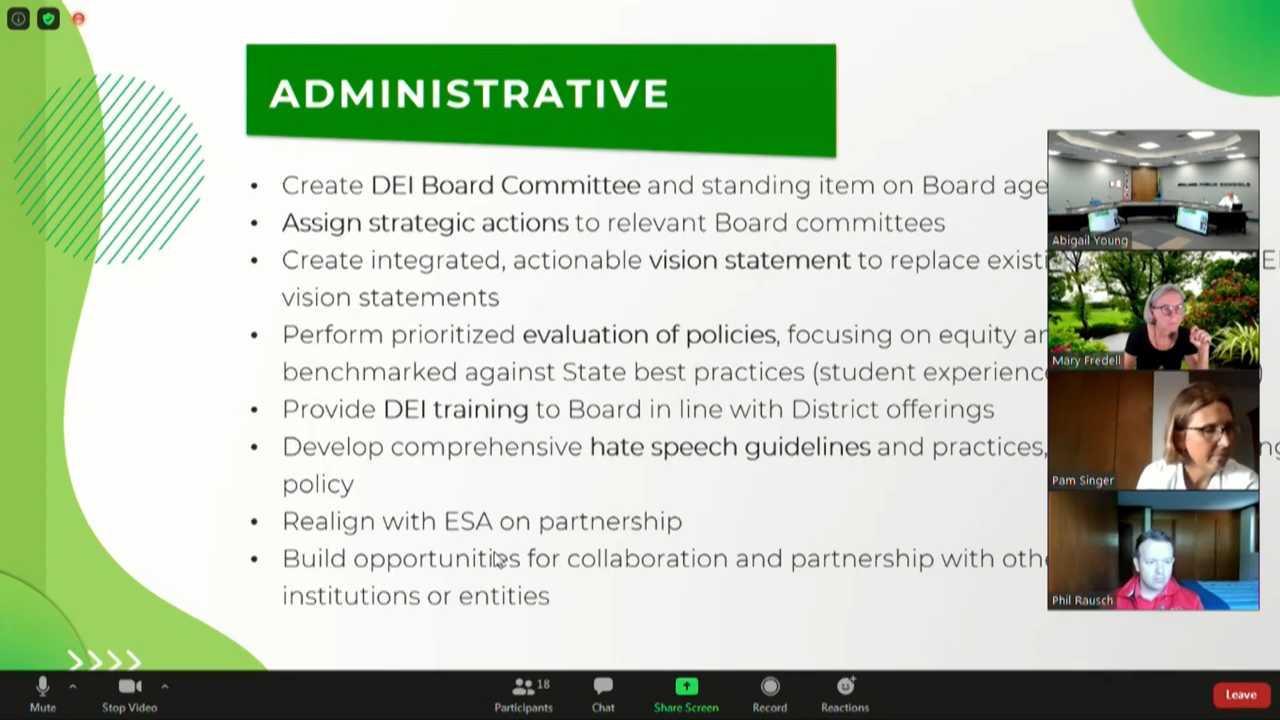 ADMINISTRATIVE
• Create DEI Board Committee and standing item on Board age
• Assign strategic actions to relevant Board committees
• Create integrated, actionable vision statement to replace existi
vision statements
• Perform prioritized evaluation of policies, focusing on equity an
benchmarked against State best practices (student experience
• Provide DEI training to Board in line with District offerings
• Develop comprehensive hate speech guidelines and practices,
policy
• Realign with ESA on partnership
• Build opportunities for collaboration and partnership with othe
institutions or entities
Abigail Young
Mary Fredell
Pam Singer
Phil Rausch
Mute
Stop Video
18
Participants
Chat
Share Screen
Record
Reactions
Leave